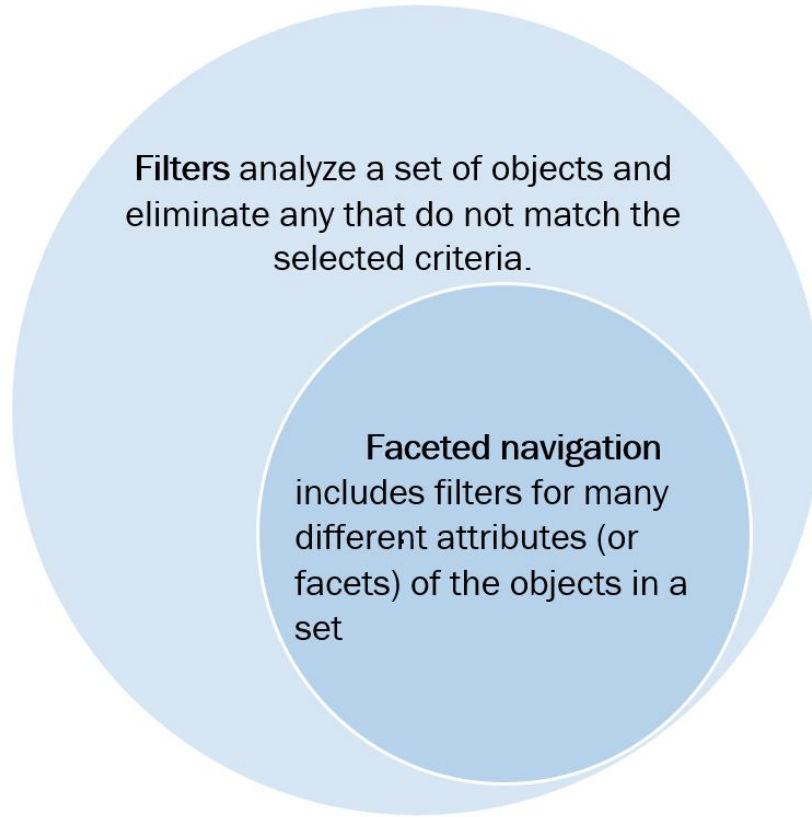 Filters analyze a set of objects and
eliminate any that do not match the
selected criteria.
Faceted navigation
includes filters for many
different attributes (or
facets) of the objects in a
set